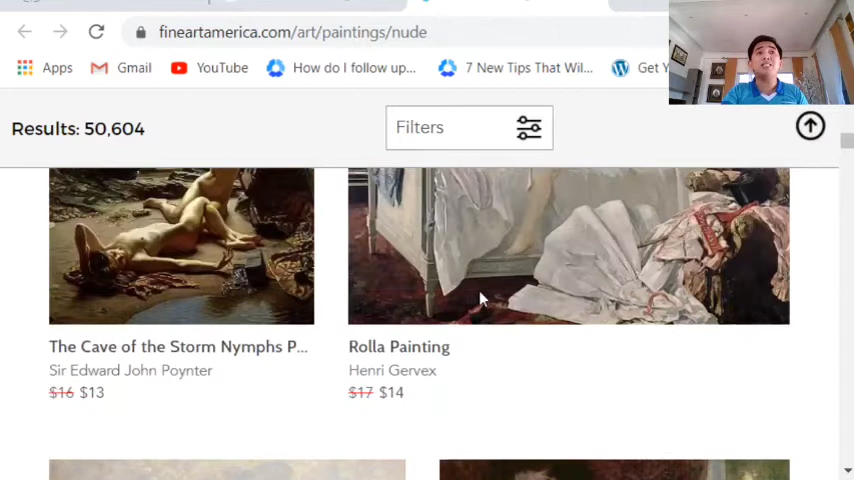 fineartamerica.com/art/paintings/nude
Apps Gmail YouTube How do I follow up... 7 New Tips That Wil... Get Y
Results: 50,604
Filters
The Cave of the Storm Nymphs P... Rolla Painting
Sir Edward John Poynter Henri Gervex
$16 $13 $17 $14